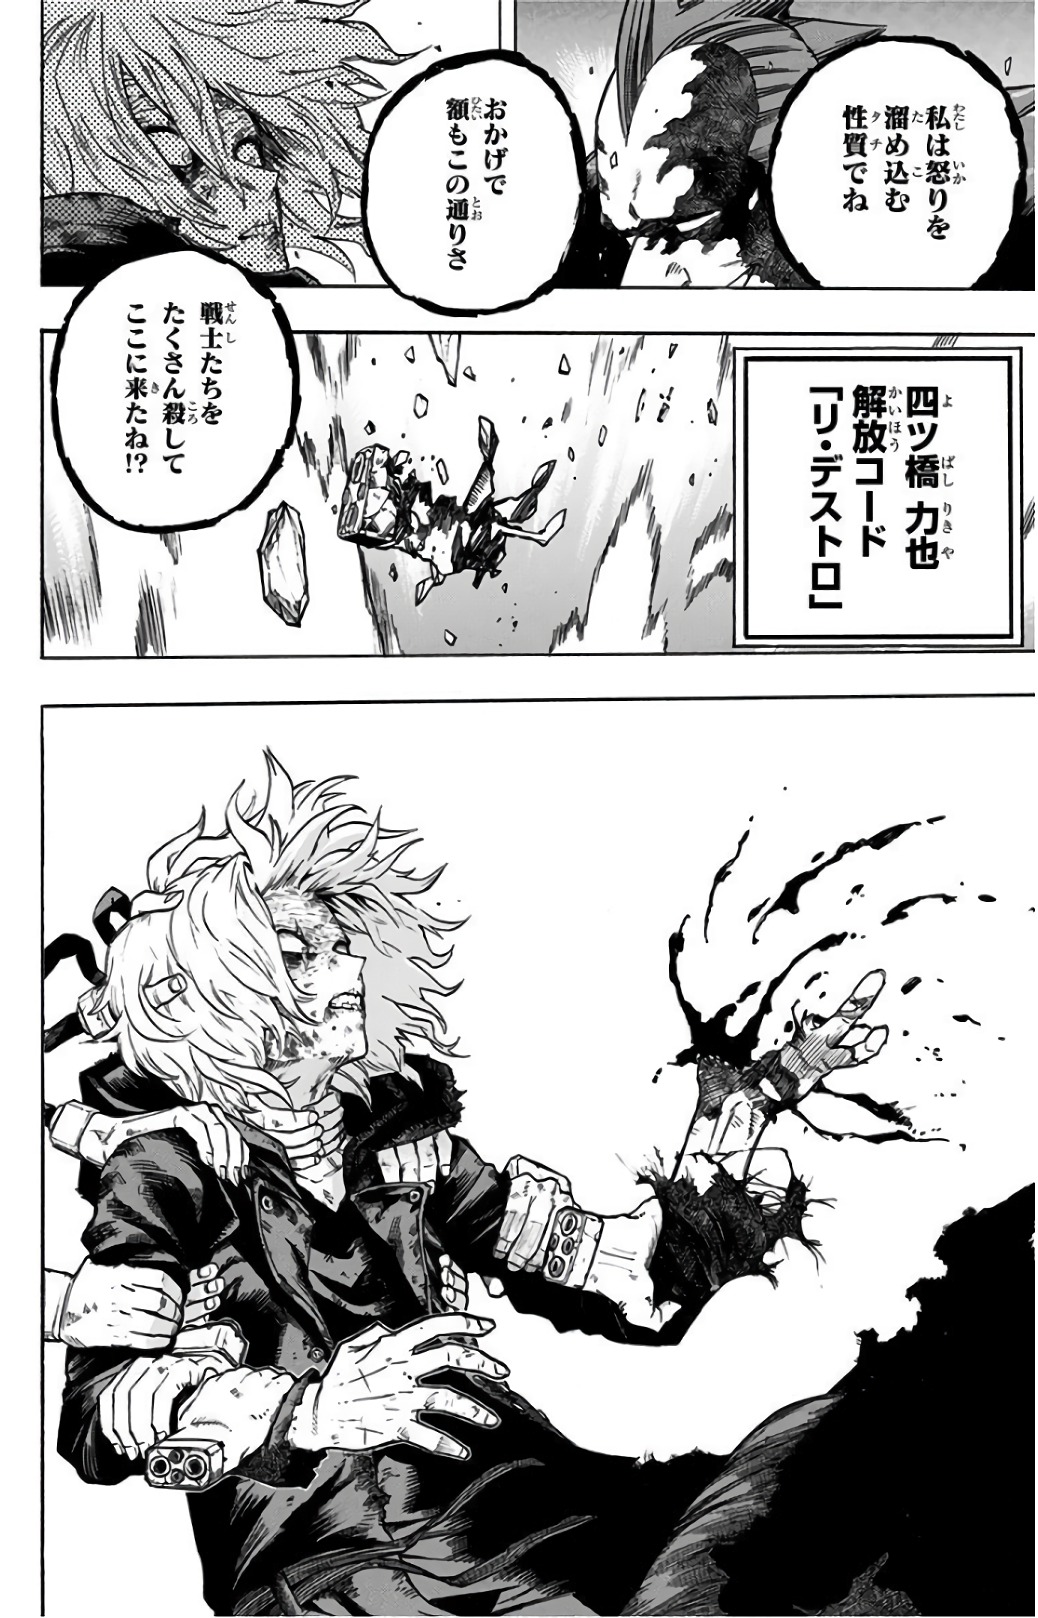 私は怒りを
溜め込む
性質でね
おかげで
額もこの通りさ
四ツ橋 力也
解放コード
「リ・デストロ」
戦士たちを
たくさん殺して
ここに来たね!?